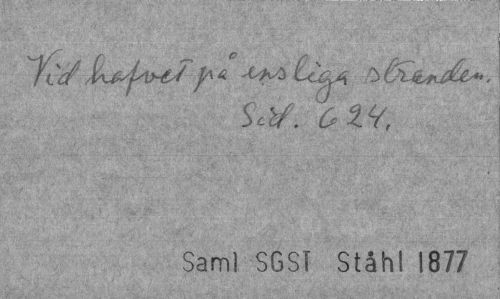 Vid hafvet på ensliga stranden.
Sid. 624.
Saml SGST Ståhl 1877